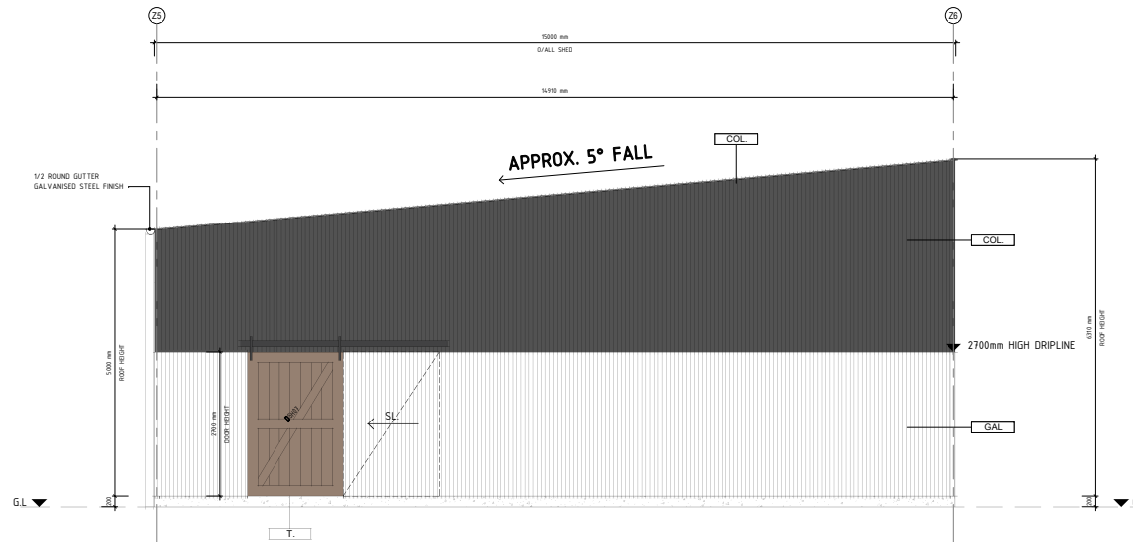 Z5
Z6
15000 mm
O/ALL SHED
14910 mm
COL.
APPROX. 5° FALL
1/2 ROUND GUTTER
GALVANISED STEEL FINISH
COL.
5000 mm
ROOF HEIGHT
6310 mm
ROOF HEIGHT
2700mm HIGH DRIPLINE
2700 mm
DOOR HEIGHT
SL.
GAL
G.L
200
200
T.